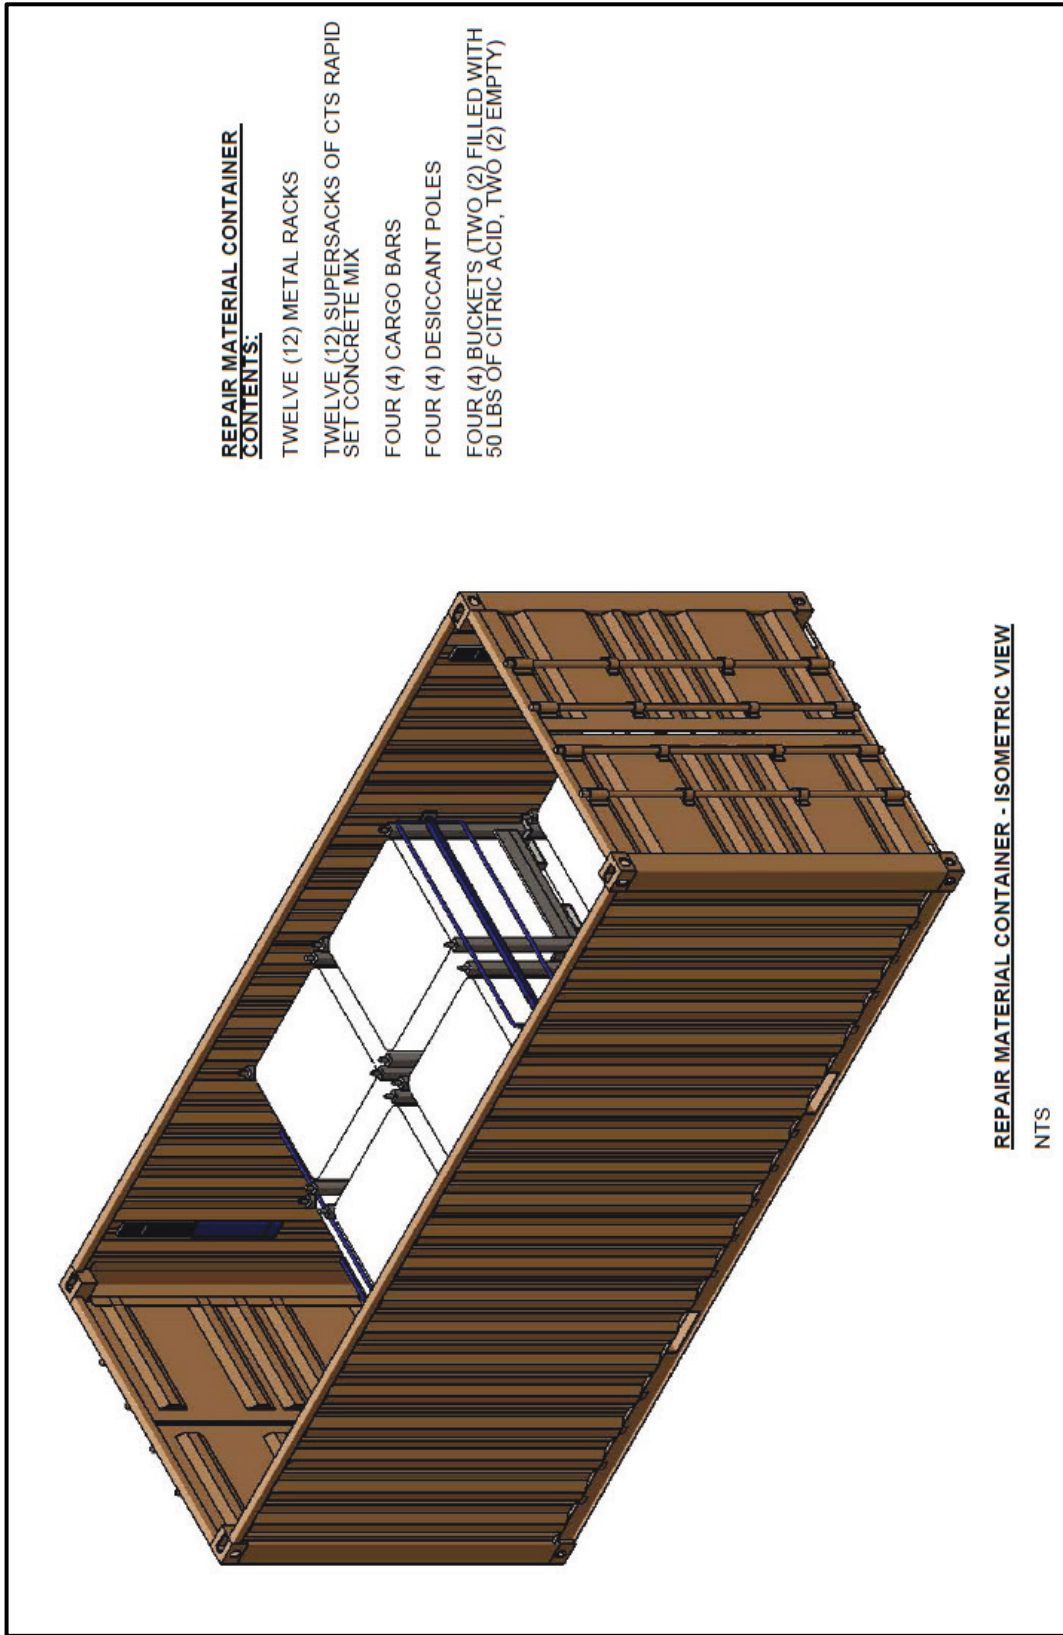 REPAIR MATERIAL CONTAINER
CONTENTS:
TWELVE (12) METAL RACKS
TWELVE (12) SUPERSACKS OF CTS RAPID
SET CONCRETE MIX
FOUR (4) CARGO BARS
FOUR (4) DESICCANT POLES
FOUR (4) BUCKETS (TWO (2) FILLED WITH
50 LBS OF CITRIC ACID, TWO (2) EMPTY)
REPAIR MATERIAL CONTAINER - ISOMETRIC VIEW
NTS